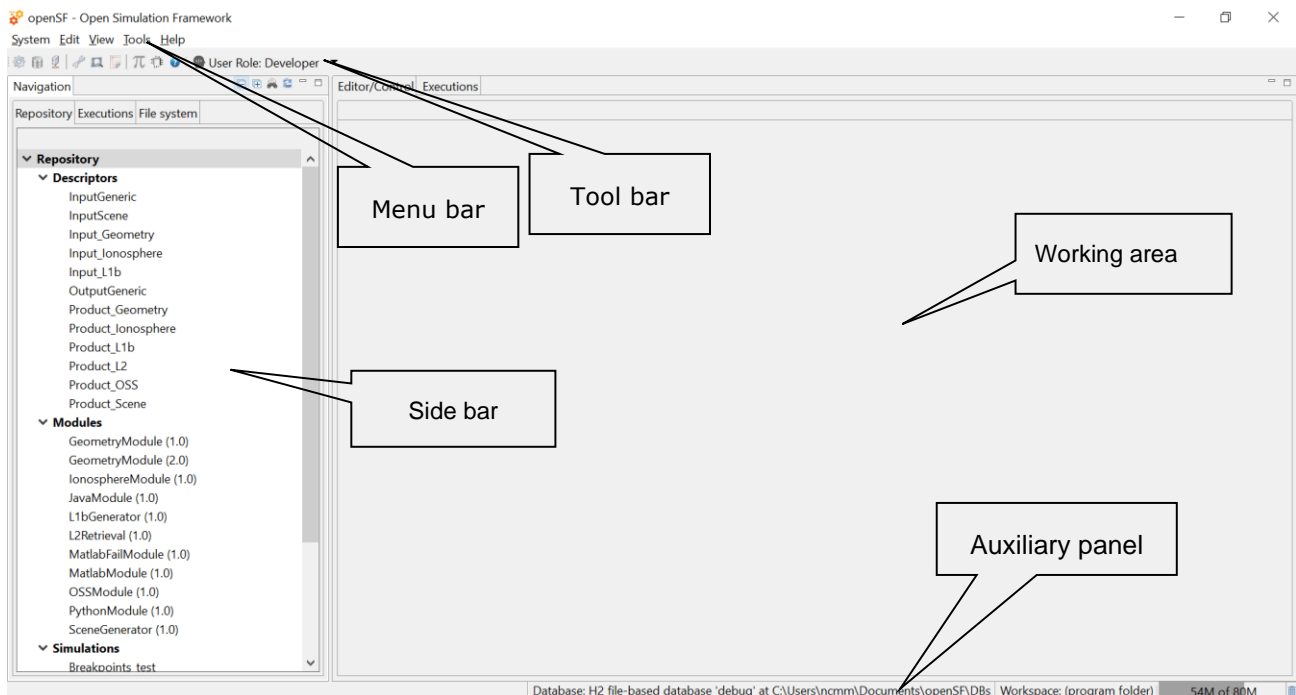 openSF - Open Simulation Framework
System Edit View Tools Help
User Role: Developer
Navigation
Editor/Control Executions
Repository Executions File system
Repository
Descriptors
InputGeneric
InputScene
Input_Geometry
Input_Ionosphere
Input_L1b
OutputGeneric
Product_Geometry
Product_Ionosphere
Product_L1b
Product_L2
Product_OSS
Product_Scene
Modules
GeometryModule (1.0)
GeometryModule (2.0)
IonosphereModule (1.0)
JavaModule (1.0)
L1bGenerator (1.0)
L2Retrieval (1.0)
MatlabFailModule (1.0)
MatlabModule (1.0)
OSSModule (1.0)
PythonModule (1.0)
SceneGenerator (1.0)
Simulations
Breakpoints_test
Menu bar
Tool bar
Working area
Side bar
Auxiliary panel
Database: H2 file-based database 'debug' at C:\Users\ncmm\Documents\openSF\DBs
Workspace: (program folder)
54M of 80M